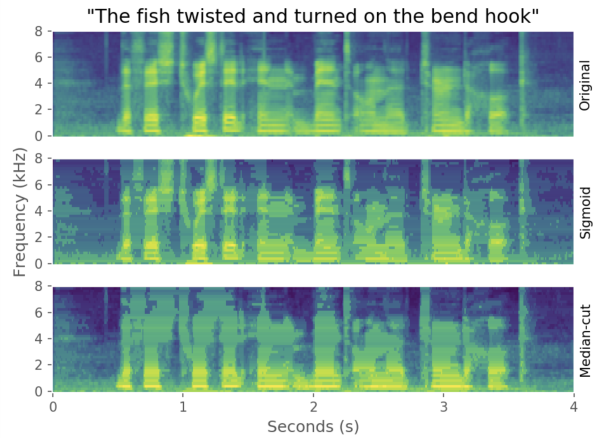 "The fish twisted and turned on the bend hook"
8
6
4
2
0
Original
8
6
4
2
0
Sigmoid
8
6
4
2
0
Median-cut
Frequency (kHz)
0 1 2 3 4
Seconds (s)